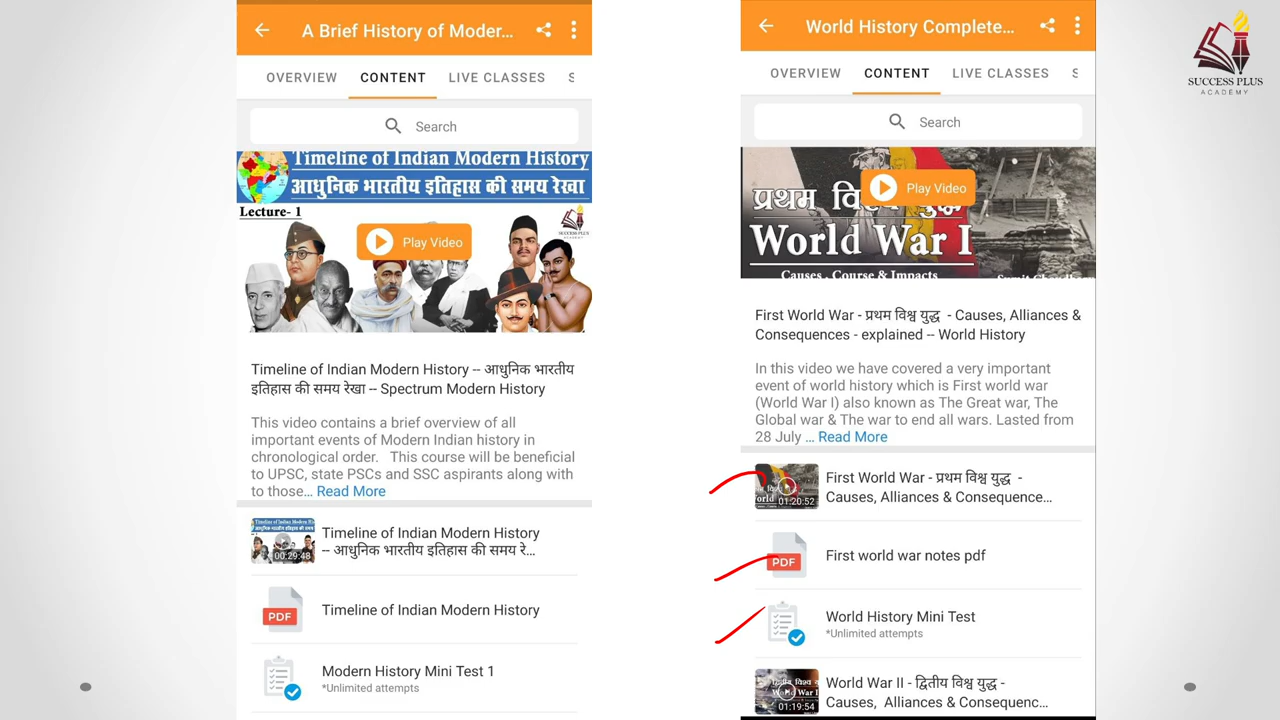 A Brief History of Moder...
OVERVIEW CONTENT LIVE CLASSES S
Search
Timeline of Indian Modern History
आधुनिक भारतीय इतिहास की समय रेखा
Lecture- 1
SUCCESS PLUS
Play Video
Timeline of Indian Modern History -- आधुनिक भारतीय
इतिहास की समय रेखा -- Spectrum Modern History
This video contains a brief overview of all
important events of Modern Indian history in
chronological order. This course will be beneficial
to UPSC, state PSCs and SSC aspirants along with
to those... Read More
00:29:48
Timeline of Indian Modern History
-- आधुनिक भारतीय इतिहास की समय रे...
PDF
Timeline of Indian Modern History
Modern History Mini Test 1
*Unlimited attempts
World History Complete...
OVERVIEW CONTENT LIVE CLASSES S
Search
Play Video
प्रथम विश्व युद्ध
World War I
Causes, Course & Impacts
First World War - प्रथम विश्व युद्ध - Causes, Alliances &
Consequences - explained -- World History
In this video we have covered a very important
event of world history which is First world war
(World War I) also known as The Great war, The
Global war & The war to end all wars. Lasted from
28 July ... Read More
01:20:52
First World War - प्रथम विश्व युद्ध -
Causes, Alliances & Consequence...
PDF
First world war notes pdf
World History Mini Test
*Unlimited attempts
01:19:54
World War II - द्वितीय विश्व युद्ध -
Causes, Alliances & Consequenc...
SUCCESS PLUS
ACADEMY